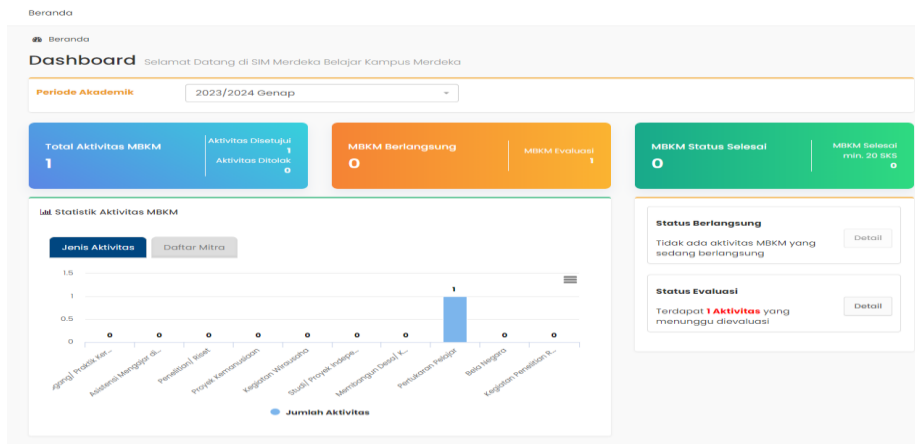 Beranda
Beranda
Dashboard Selamat Datang di SIM Merdeka Belajar Kampus Merdeka
Periode Akademik
2023/2024 Genap
Total Aktivitas MBKM
1
Aktivitas Disetujui
1
Aktivitas Ditolak
0
MBKM Berlangsung
0
MBKM Evaluasi
1
MBKM Status Selesai
0
MBKM Selesai
min. 20 SKS
0
Statistik Aktivitas MBKM
Jenis Aktivitas
Daftar Mitra
1.5
1
0.5
0
0
0
0
0
0
0
0
1
0
0
...gang/ Praktik Ker...
Asistensi Mengajar di...
Penelitian/ Riset
Proyek Kemanusiaan
Kegiatan Wirausaha
Studi/ Proyek Indepe...
Membangun Desa/ K...
Pertukaran Pelajar
Bela Negara
Kegiatan Penelitian R...
Jumlah Aktivitas
Status Berlangsung
Tidak ada aktivitas MBKM yang
sedang berlangsung
Detail
Status Evaluasi
Terdapat 1 Aktivitas yang
menunggu dievaluasi
Detail